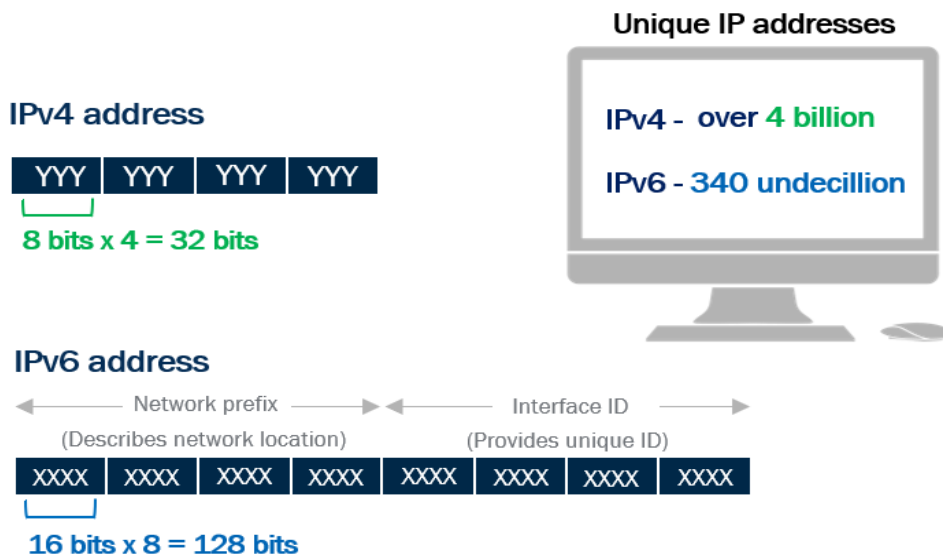 Unique IP addresses
IPv4 - over 4 billion
IPv6 - 340 undecillion
IPv4 address
YYY YYY YYY YYY
8 bits x 4 = 32 bits
IPv6 address
Network prefix Interface ID
(Describes network location) (Provides unique ID)
XXXX XXXX XXXX XXXX XXXX XXXX XXXX XXXX
16 bits x 8 = 128 bits